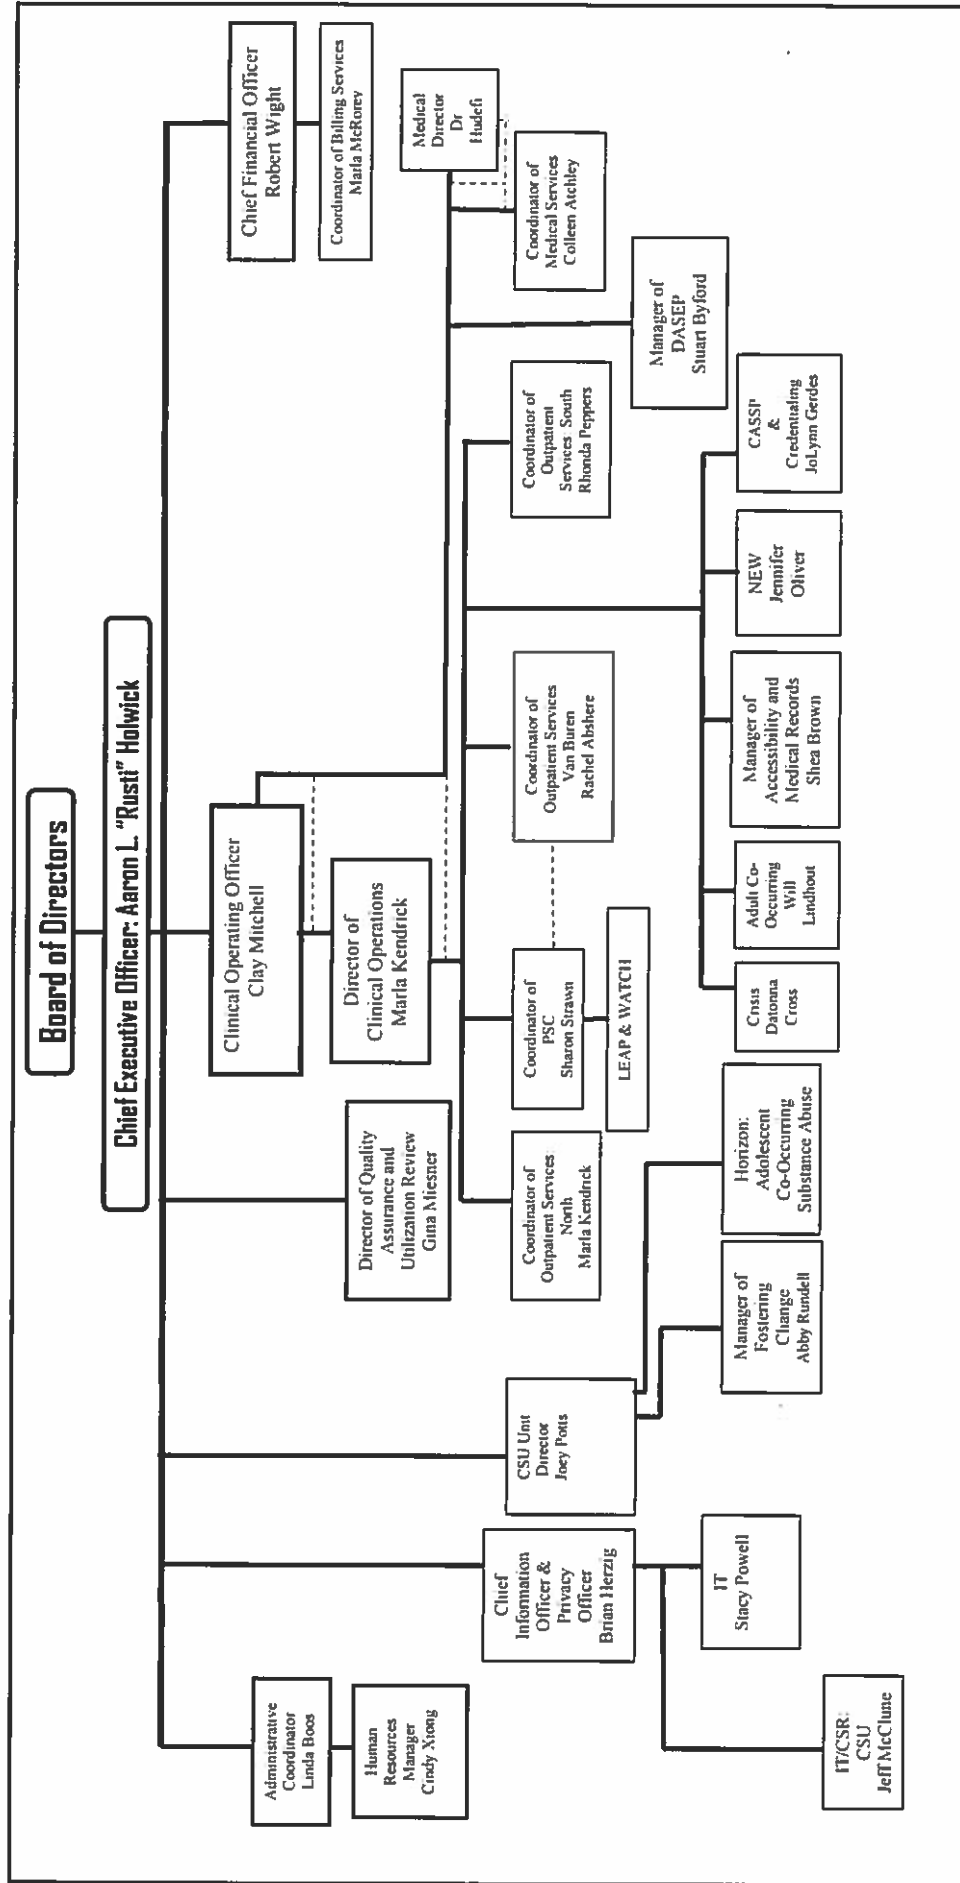 Board of Directors
Chief Executive Officer: Aaron L. "Rusti" Holwick
Administrative
Coordinator
Linda Boos
Human
Resources
Manager
Cindy Xiong
Chief
Information
Officer &
Privacy
Officer
Brian Herzig
IT
Stacy Powell
IT/CSR:
CSU
Jeff McClune
CSU Unit
Director
Joey Potts
Manager of
Fostering
Change
Abby Rundell
Horizon:
Adolescent
Co-Occurring
Substance Abuse
Director of Quality
Assurance and
Utilization Review
Gina Miesner
Clinical Operating Officer
Clay Mitchell
Director of
Clinical Operations
Marla Kendrick
Coordinator of
Outpatient Services:
North
Marla Kendrick
Coordinator of
PSC
Sharon Strawn
LEAP & WATCH
Coordinator of
Outpatient Services
Van Buren
Rachel Abshere
Coordinator of
Outpatient
Services: South
Rhonda Peppers
Crisis
Datonna
Cross
Adult Co-
Occurring
Will
Lindhout
Manager of
Accessibility and
Medical Records
Shea Brown
NEW
Jennifer
Oliver
CASSP
&
Credentialing
JoLynn Gerdes
Manager of
DASEP
Stuart Byford
Coordinator of
Medical Services
Colleen Atchley
Medical
Director
Dr
Hudefi
Chief Financial Officer
Robert Wight
Coordinator of Billing Services
Marla McRorey